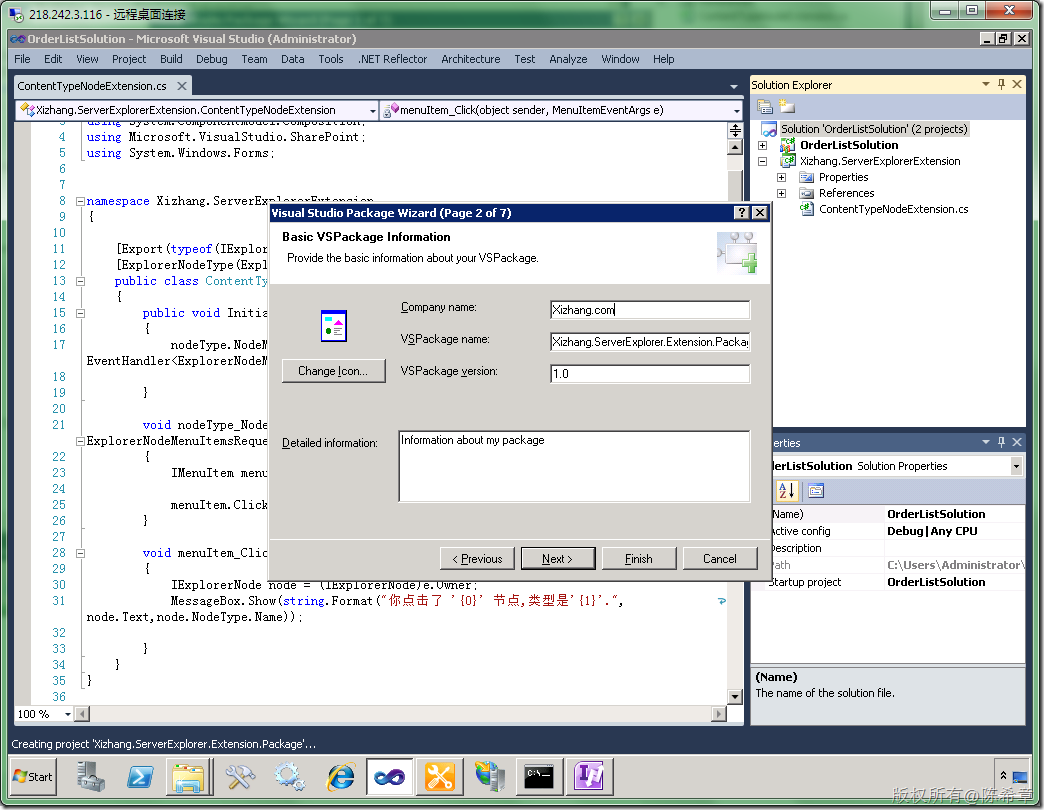 218.242.3.116 - 远程桌面连接
OrderListSolution - Microsoft Visual Studio (Administrator)
File Edit View Project Build Debug Team Data Tools .NET Reflector Architecture Test Analyze Window Help
ContentTypeNodeExtension.cs
Xizhang.ServerExplorerExtension.ContentTypeNodeExtension
menuItem_Click(object sender, MenuItemEventArgs e)
using System.ComponentModel.Composition;
4 using Microsoft.VisualStudio.SharePoint;
5 using System.Windows.Forms;
6
7
8 namespace Xizhang.ServerExplorerExtension
9 {
10
11 [Export(typeof(IExplor
12 [ExplorerNodeType(Expl
13 public class ContentTy
14 {
15 public void Initia
16 {
17 nodeType.NodeM
EventHandler<ExplorerNodeM
18
19 }
20
21 void nodeType_Node
ExplorerNodeMenuItemsReque
22 {
23 IMenuItem menu
24
25 menuItem.Click
26 }
27
28 void menuItem_Clic
29 {
30 IExplorerNode node = (IExplorerNode)e.Owner;
31 MessageBox.Show(string.Format("你点击了 '{0}' 节点,类型是'{1}'.",
node.Text,node.NodeType.Name));
32
33 }
34 }
35 }
36
100 %
Visual Studio Package Wizard (Page 2 of 7)
Basic VSPackage Information
Provide the basic information about your VSPackage.
Company name:
Xizhang.com
VSPackage name:
Xizhang.ServerExplorer.Extension.Packag
Change Icon...
VSPackage version:
1.0
Detailed information:
Information about my package
< Previous
Next >
Finish
Cancel
Solution Explorer
Solution 'OrderListSolution' (2 projects)
OrderListSolution
Xizhang.ServerExplorerExtension
Properties
References
ContentTypeNodeExtension.cs
erties
derListSolution Solution Properties
Name) OrderListSolution
Active config Debug|Any CPU
Description
Path C:\Users\Administrator\
Startup project OrderListSolution
(Name)
The name of the solution file.
Creating project 'Xizhang.ServerExplorer.Extension.Package'...
Start
版权所有@陈希章